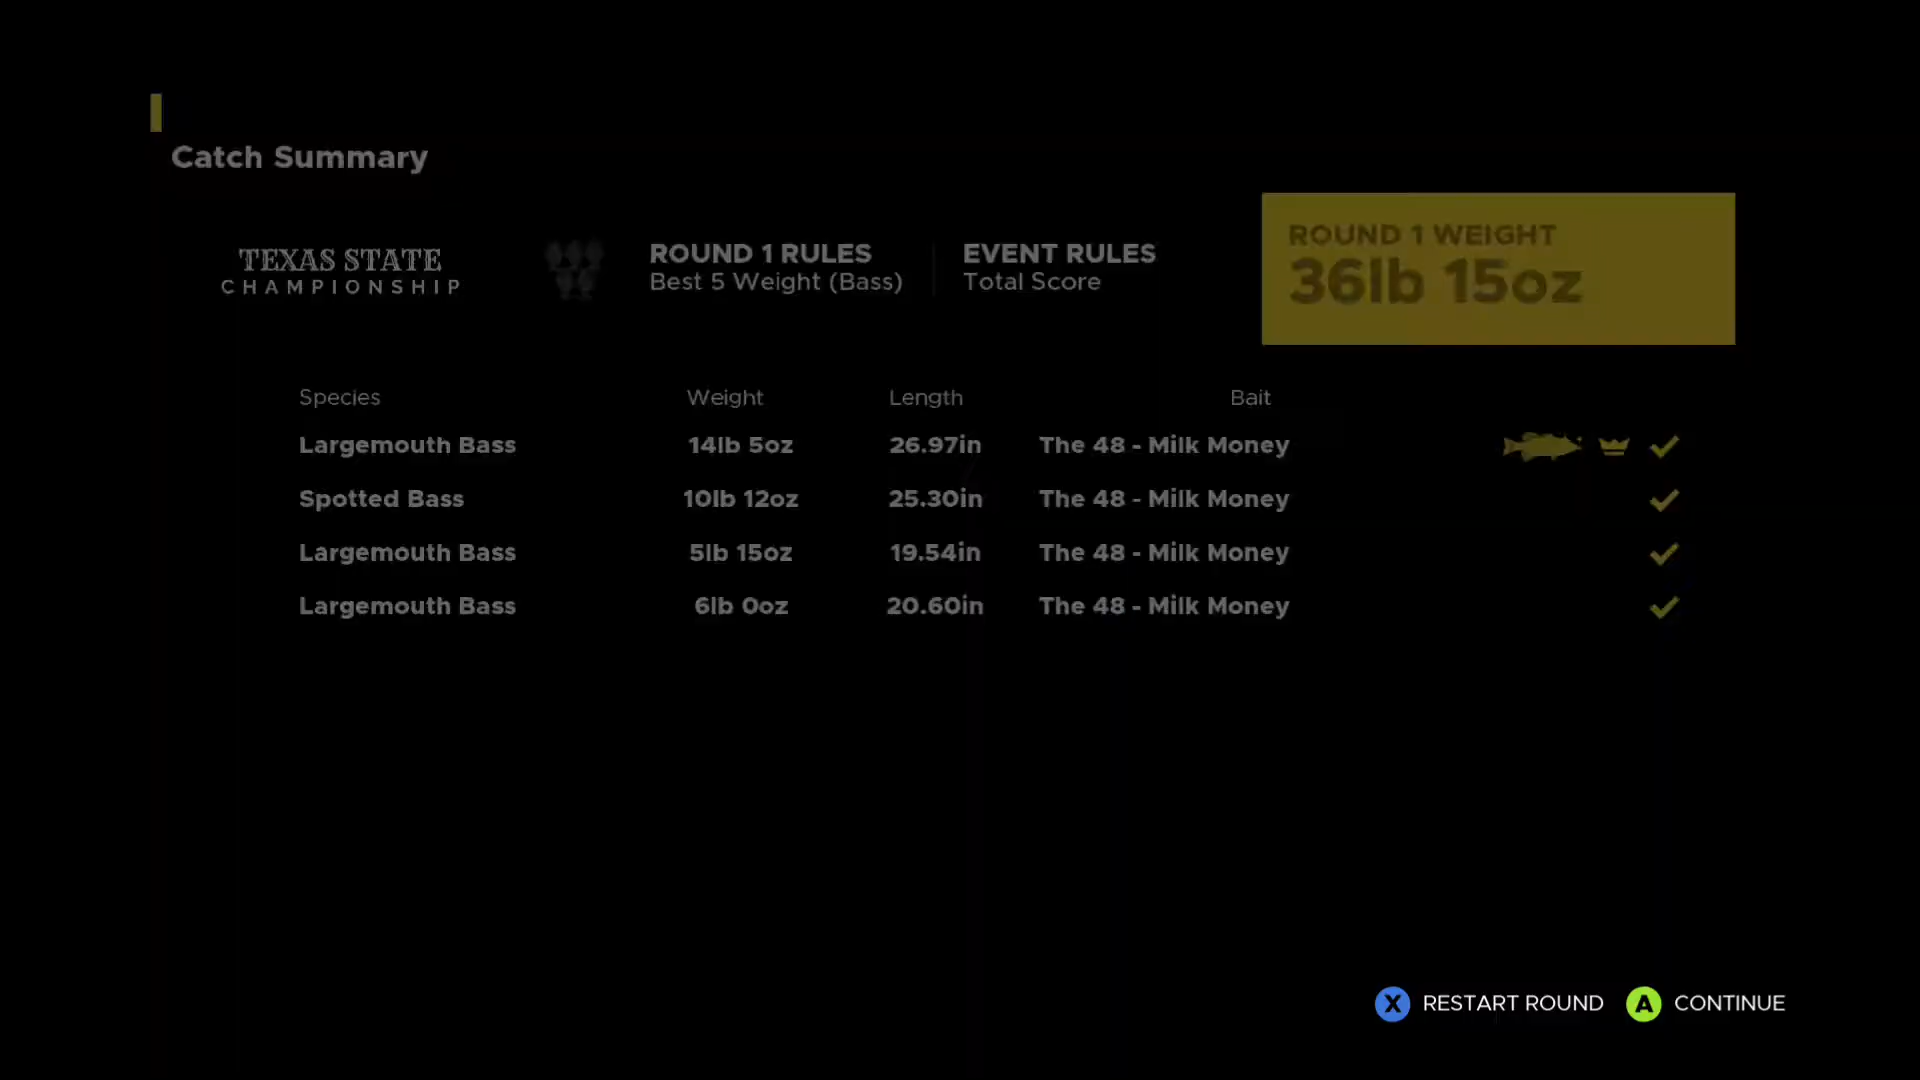 Catch Summary
TEXAS STATE
CHAMPIONSHIP
ROUND 1 RULES
Best 5 Weight (Bass)
EVENT RULES
Total Score
ROUND 1 WEIGHT
36lb 15oz
Species Weight Length Bait
Largemouth Bass 14lb 5oz 26.97in The 48 - Milk Money
Spotted Bass 10lb 12oz 25.30in The 48 - Milk Money
Largemouth Bass 5lb 15oz 19.54in The 48 - Milk Money
Largemouth Bass 6lb 0oz 20.60in The 48 - Milk Money
X RESTART ROUND A CONTINUE